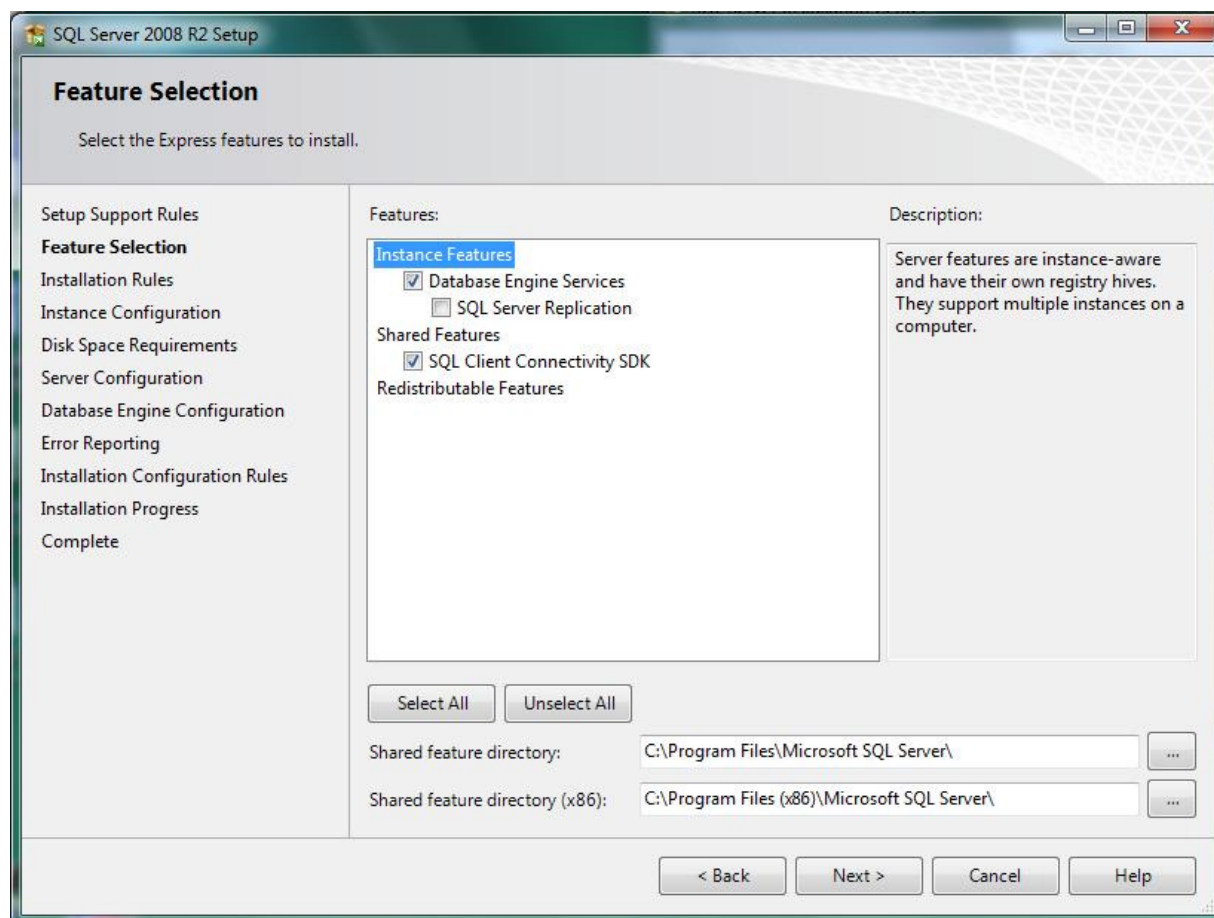 SQL Server 2008 R2 Setup
Feature Selection
Select the Express features to install.
Setup Support Rules
Feature Selection
Installation Rules
Instance Configuration
Disk Space Requirements
Server Configuration
Database Engine Configuration
Error Reporting
Installation Configuration Rules
Installation Progress
Complete
Features:
Instance Features
Database Engine Services
SQL Server Replication
Shared Features
SQL Client Connectivity SDK
Redistributable Features
Description:
Server features are instance-aware
and have their own registry hives.
They support multiple instances on a
computer.
Select All
Unselect All
Shared feature directory:
C:\Program Files\Microsoft SQL Server\
...
Shared feature directory (x86):
C:\Program Files (x86)\Microsoft SQL Server\
...
< Back
Next >
Cancel
Help